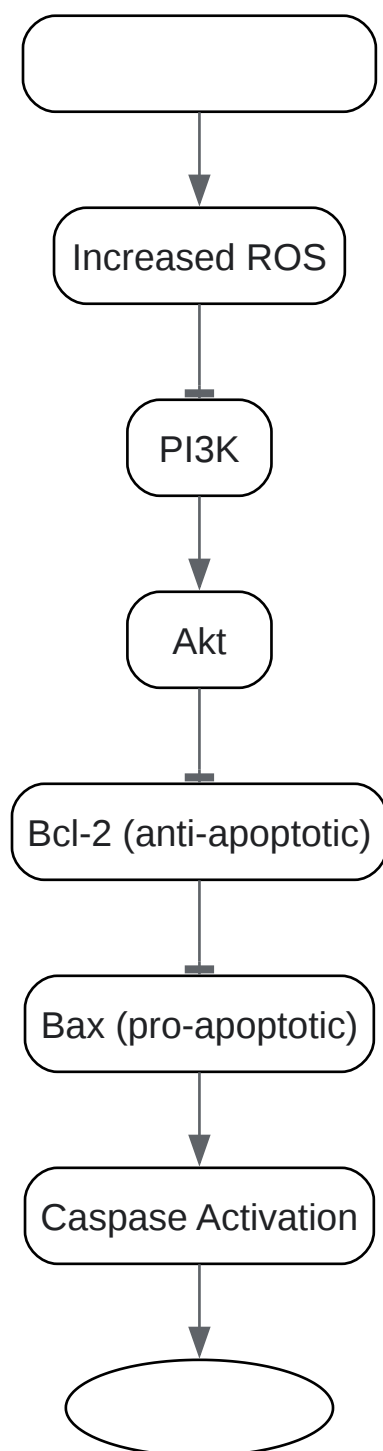 Increased ROS
PI3K
Akt
Bcl-2 (anti-apoptotic)
Bax (pro-apoptotic)
Caspase Activation